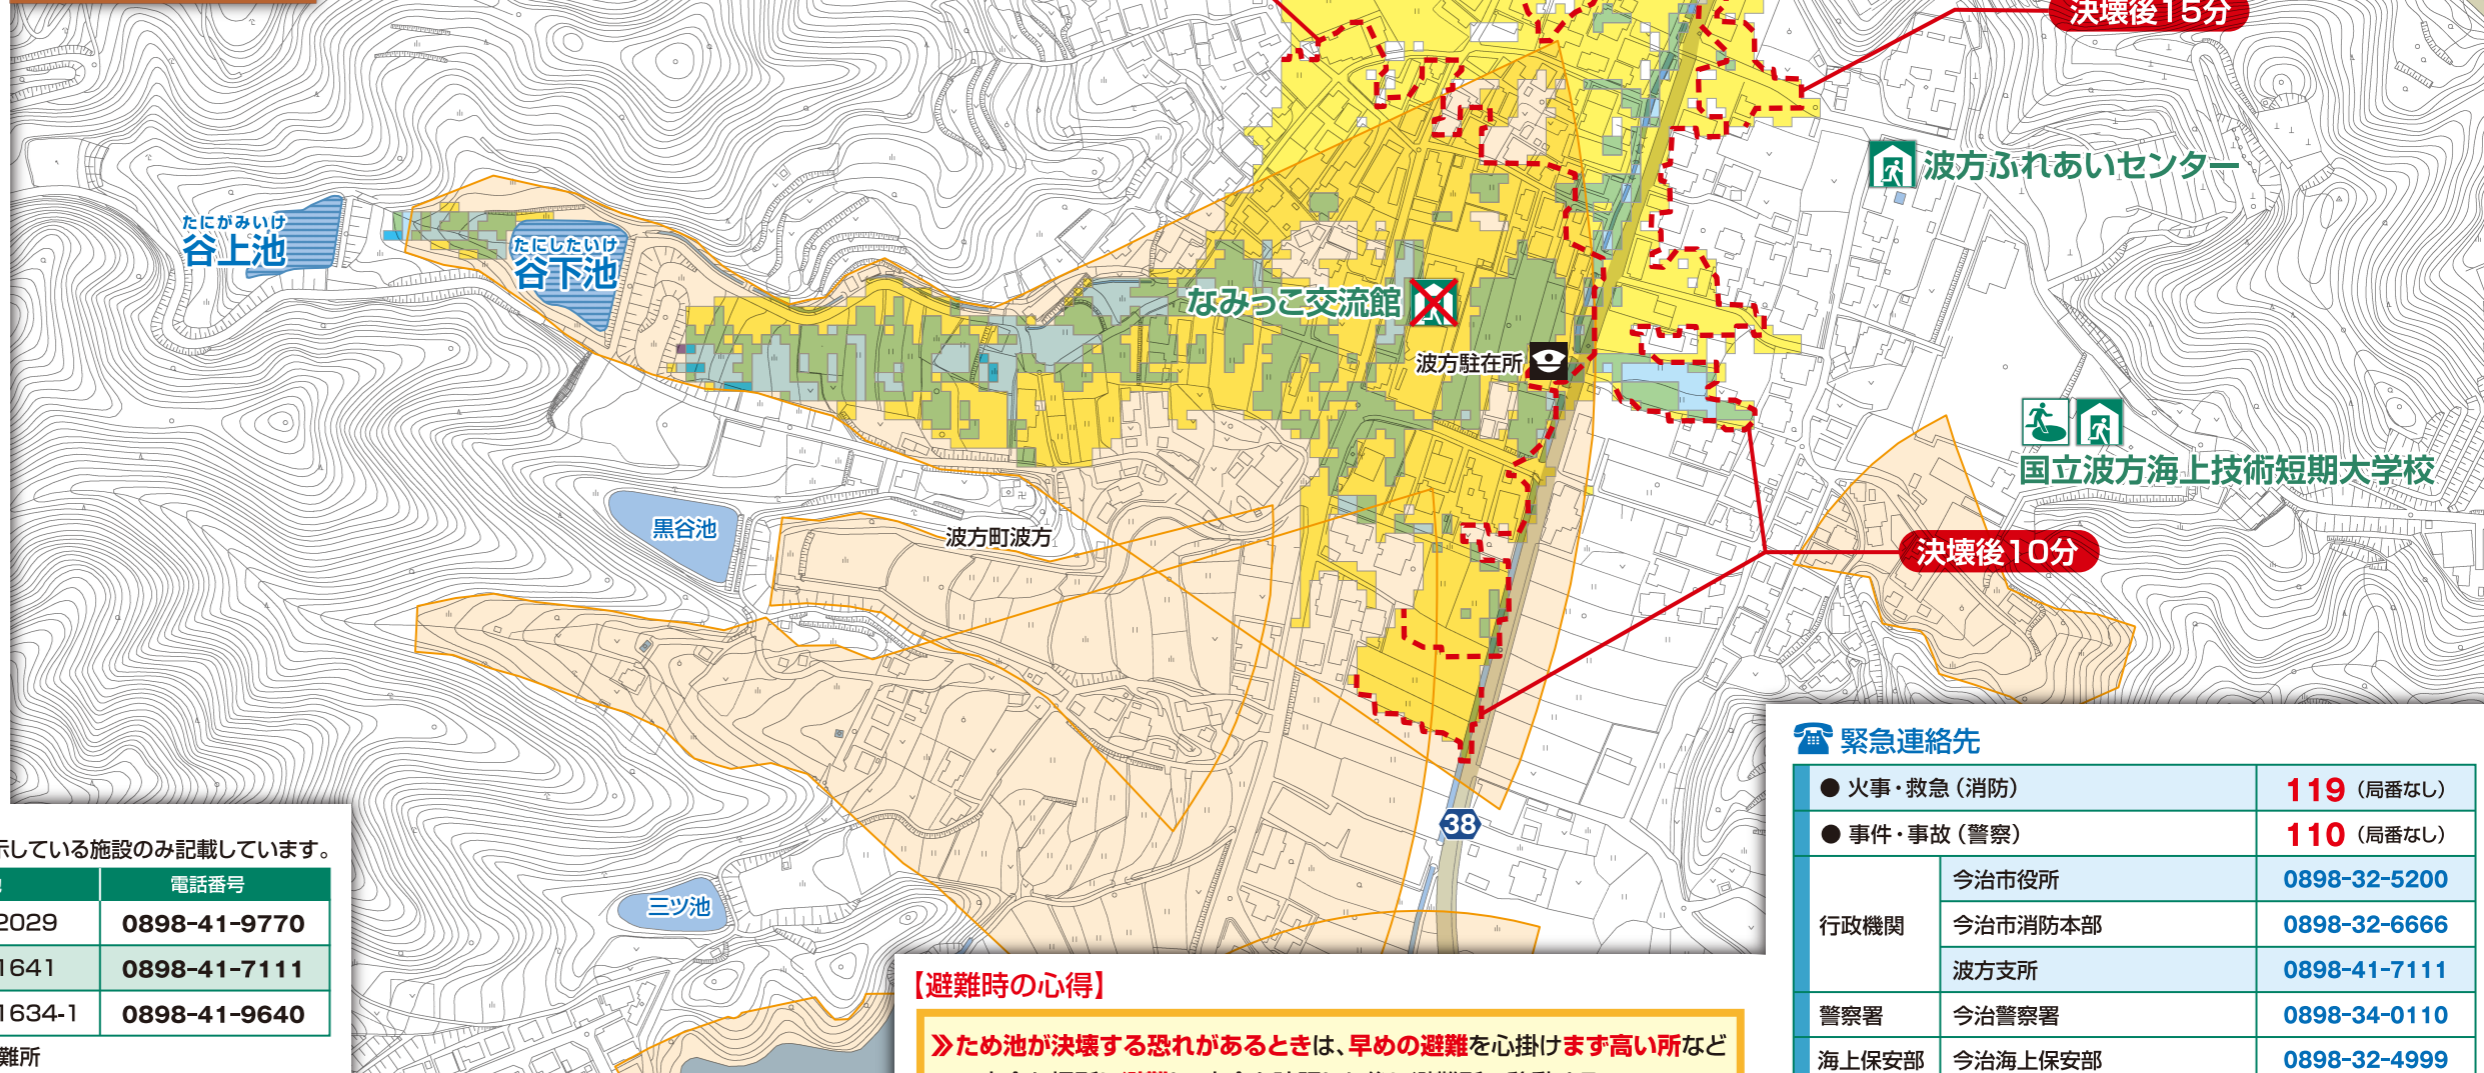 決壊後15分
波方ふれあいセンター
たにがみいけ
谷上池
たにしたいけ
谷下池
なみっこ交流館
波方駐在所
国立波方海上技術短期大学校
黒谷池
波方町波方
決壊後10分
38
三ツ池
示している施設のみ記載しています。
電話番号
2029 0898-41-9770
1641 0898-41-7111
1634-1 0898-41-9640
難所
【避難時の心得】
≫ため池が決壊する恐れがあるときは、早めの避難を心掛けまず高い所など
緊急連絡先
● 火事・救急（消防） 119（局番なし）
● 事件・事故（警察） 110（局番なし）
行政機関 今治市役所 0898-32-5200
今治市消防本部 0898-32-6666
波方支所 0898-41-7111
警察署 今治警察署 0898-34-0110
海上保安部 今治海上保安部 0898-32-4999